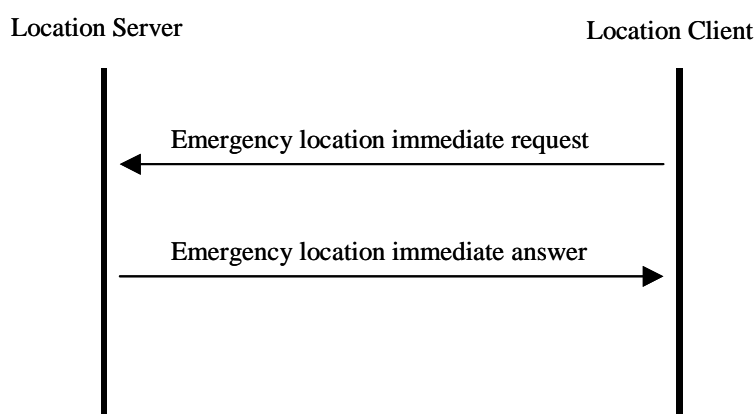 Location Server
Location Client
Emergency location immediate request
Emergency location immediate answer